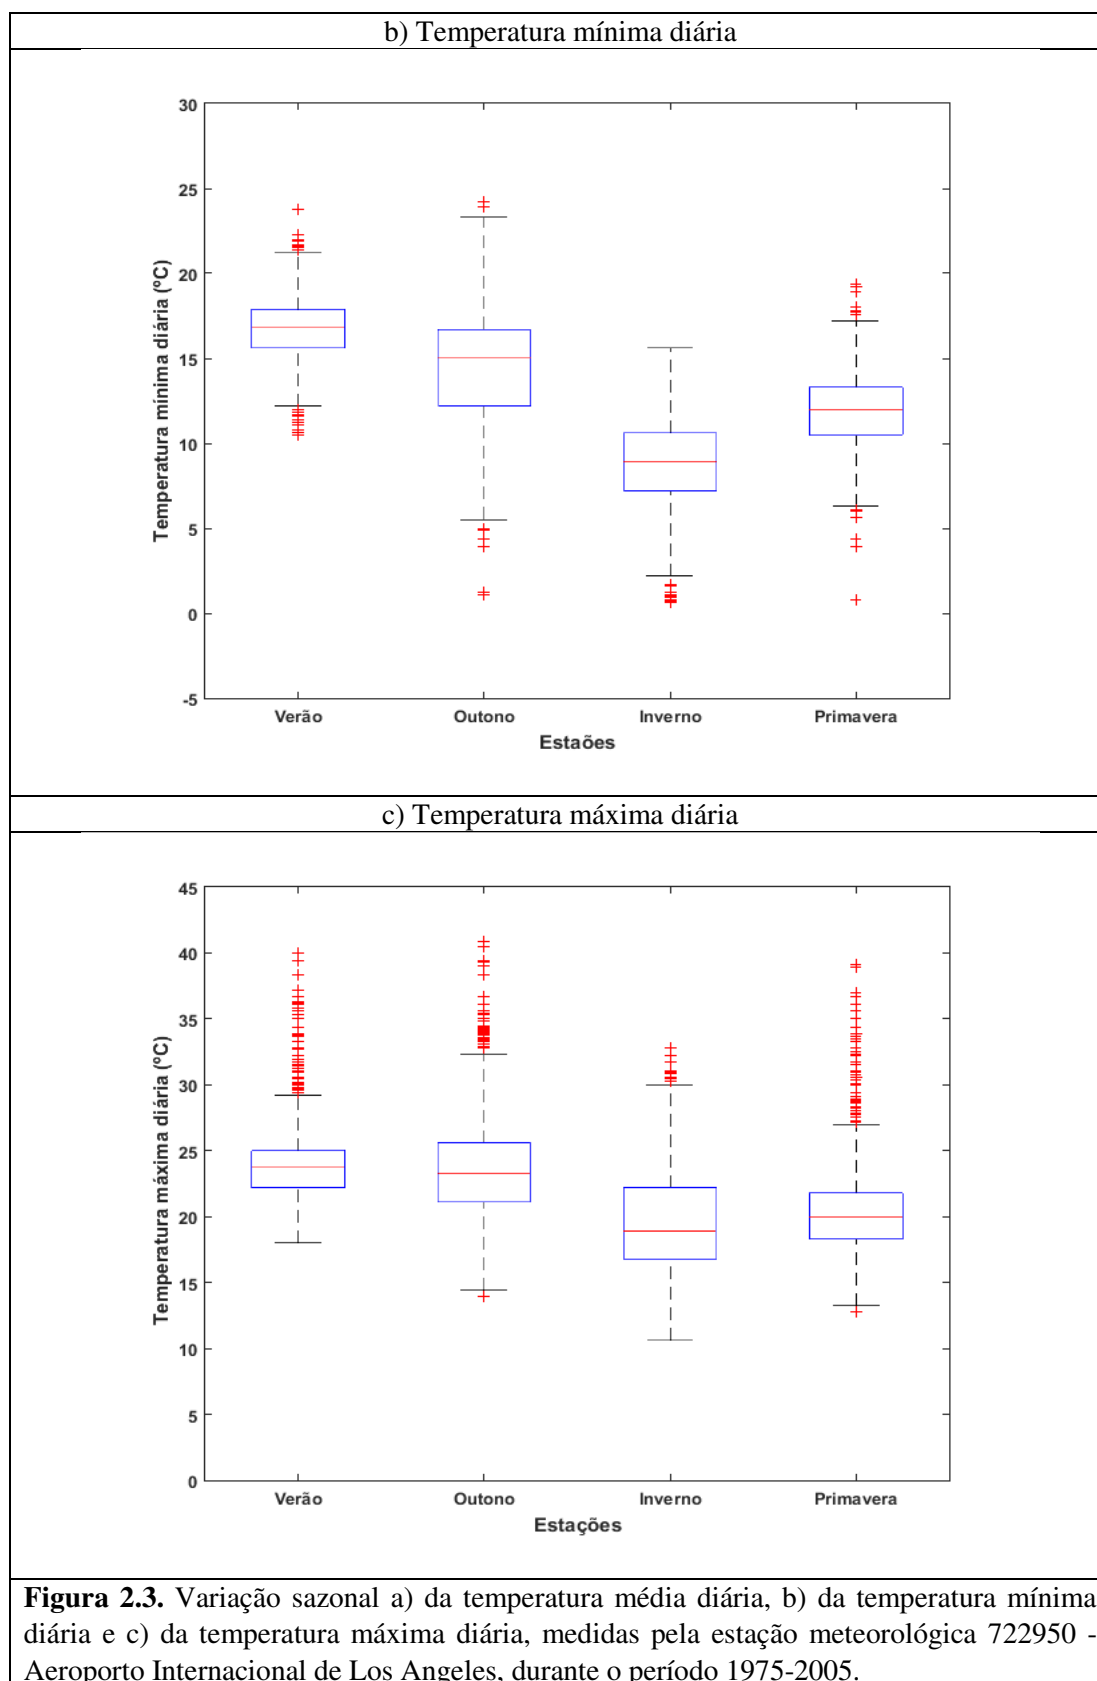 b) Temperatura mínima diária
30
25
20
15
10
5
0
-5
Temperatura mínima diária (ºC)
Verão Outono Inverno Primavera
Estaões
c) Temperatura máxima diária
45
40
35
30
25
20
15
10
5
0
Temperatura máxima diária (ºC)
Verão Outono Inverno Primavera
Estações
Figura 2.3. Variação sazonal a) da temperatura média diária, b) da temperatura mínima
diária e c) da temperatura máxima diária, medidas pela estação meteorológica 722950 -
Aeroporto Internacional de Los Angeles, durante o período 1975-2005.